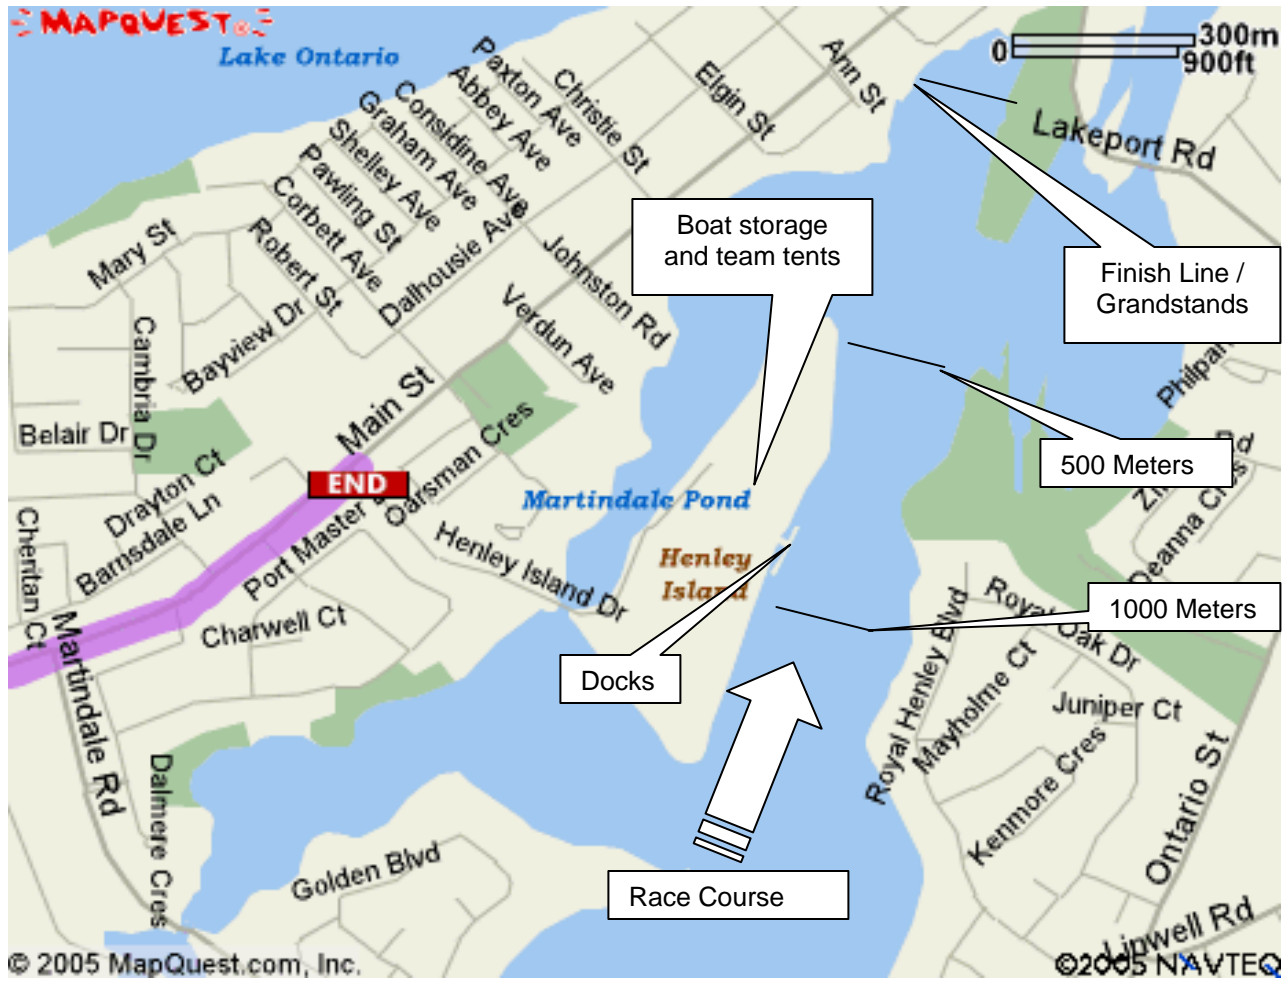 MAPQUEST
Lake Ontario
0
300m
900ft
Ann St
Elgin St
Christie St
Paxton Ave
Abbey Ave
Considine Ave
Graham Ave
Shelley Ave
Pawling St
Corbett Ave
Robert St
Mary St
Lakeport Rd
Boat storage
and team tents
Finish Line /
Grandstands
Dalhousie Ave
Johnston Rd
Verdun Ave
Bayview Dr
Cambria Dr
Belair Dr
Main St
END
Oarsman Cres
Drayton Ct
Barnsdale Ln
Port Master
Cheritan Ct
Martindale Pond
Henley
Island
Henley Island Dr
500 Meters
Rd
Deanna Cres
1000 Meters
Royal Oak Dr
Royal Henley Blvd
Mayholme Ct
Juniper Ct
Kenmore Cres
Ontario St
Linwell Rd
Charwell Ct
Martindale Rd
Dalmere Cres
Docks
Golden Blvd
Race Course
© 2005 MapQuest.com, Inc.
©2005 NAVTEQ